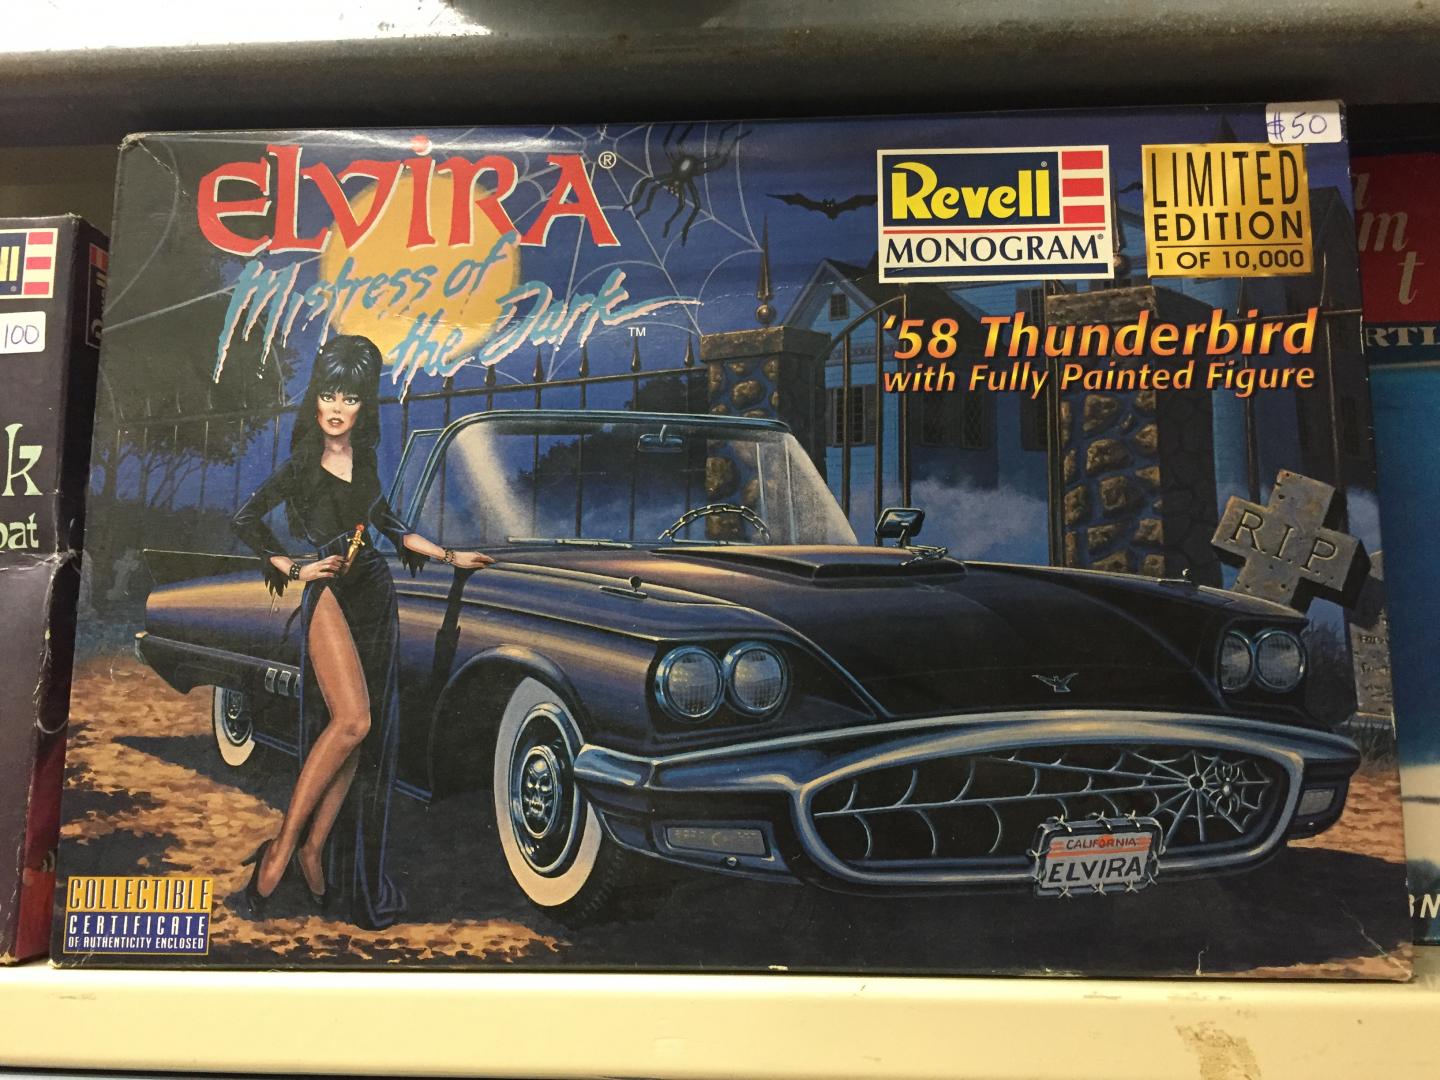 $50
ELVIRA®
Mistress of
the Dark™
Revell®
MONOGRAM®
LIMITED
EDITION
1 OF 10,000
'58 Thunderbird
with Fully Painted Figure
RIP
CALIFORNIA
ELVIRA
COLLECTIBLE
CERTIFICATE
OF AUTHENTICITY ENCLOSED
100